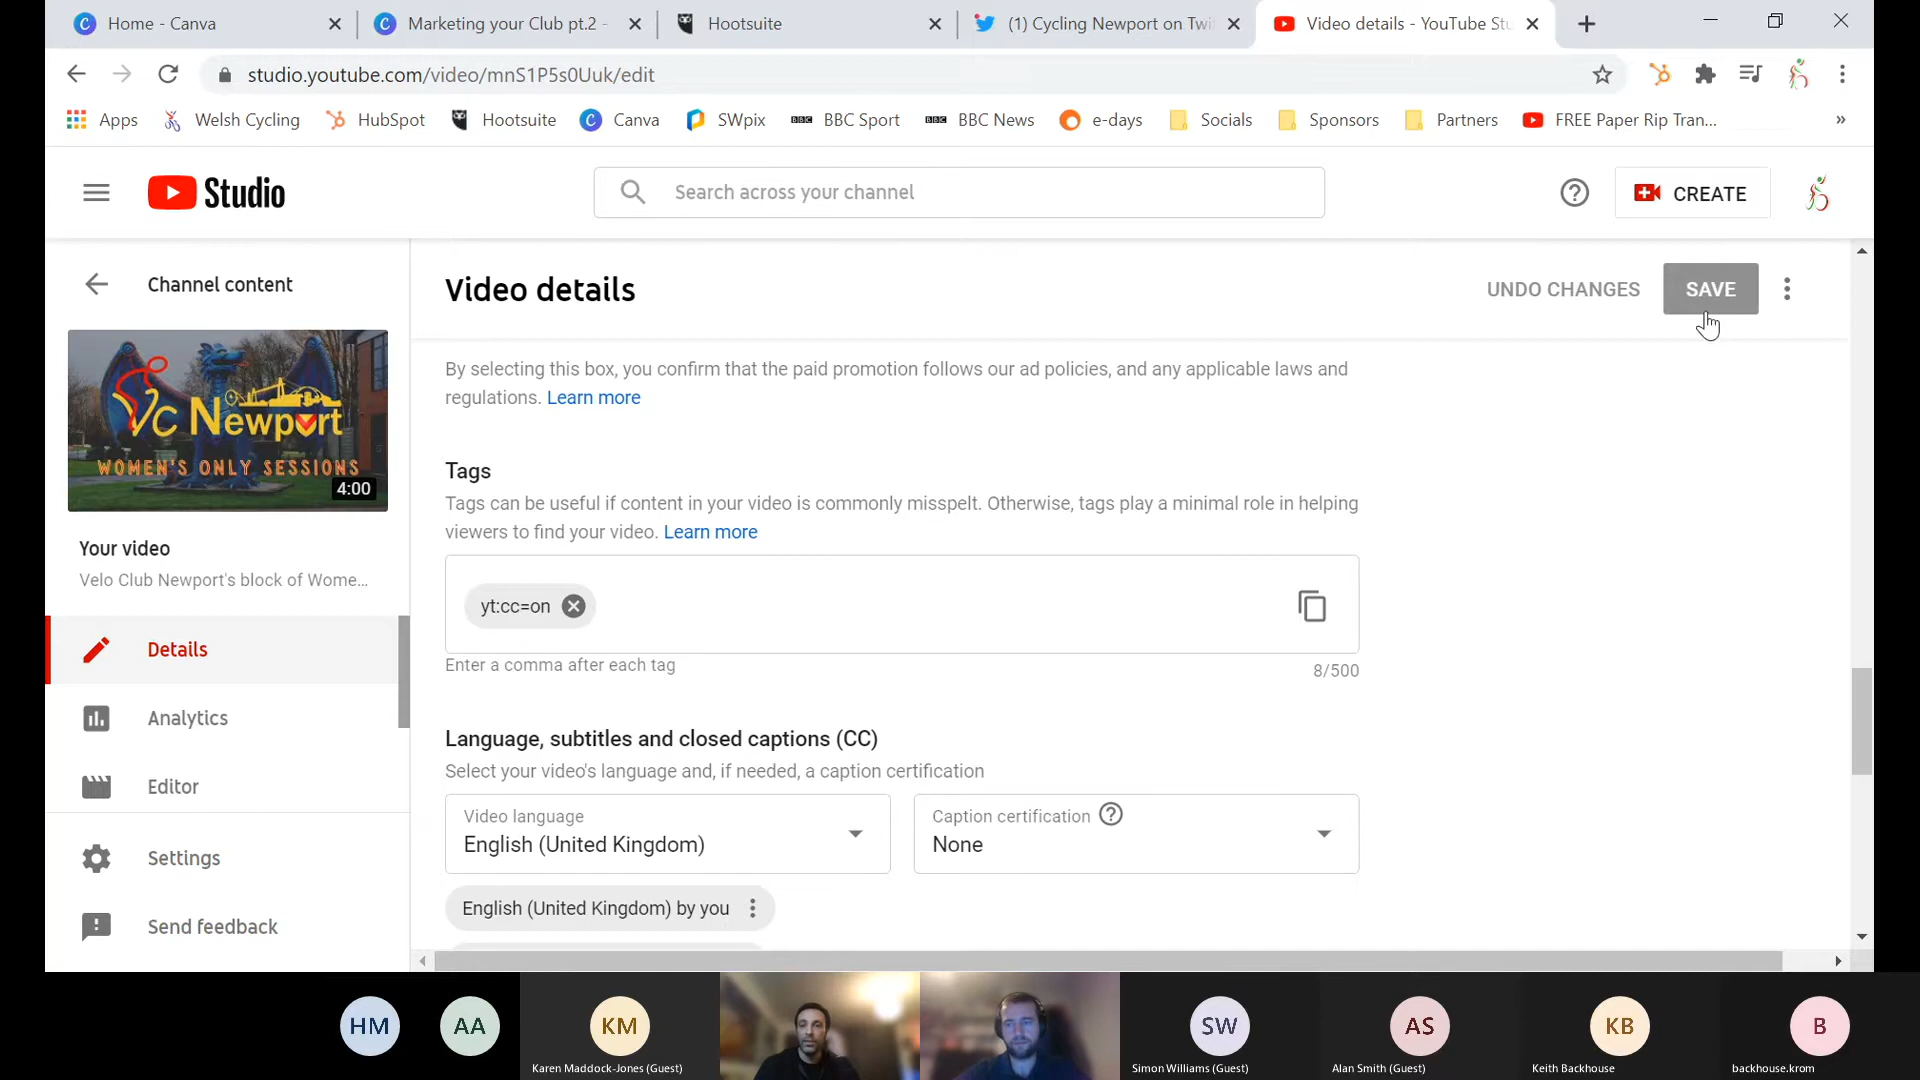 Home - Canva
Marketing your Club pt.2 -
Hootsuite
(1) Cycling Newport on Twi
Video details - YouTube Stu
studio.youtube.com/video/mnS1P5s0Uuk/edit
Apps
Welsh Cycling
HubSpot
Hootsuite
Canva
SWpix
BBC
BBC Sport
BBC
BBC News
e-days
Socials
Sponsors
Partners
FREE Paper Rip Tran...
»
Studio
Search across your channel
CREATE
Channel content
Video details
UNDO CHANGES
SAVE
VC Newport
WOMEN'S ONLY SESSIONS
4:00
Your video
Velo Club Newport's block of Wome...
Details
Analytics
Editor
Settings
Send feedback
By selecting this box, you confirm that the paid promotion follows our ad policies, and any applicable laws and
regulations. Learn more
Tags
Tags can be useful if content in your video is commonly misspelt. Otherwise, tags play a minimal role in helping
viewers to find your video. Learn more
yt:cc=on
Enter a comma after each tag
8/500
Language, subtitles and closed captions (CC)
Select your video's language and, if needed, a caption certification
Video language
English (United Kingdom)
Caption certification
None
English (United Kingdom) by you
HM
AA
KM
Karen Maddock-Jones (Guest)
SW
Simon Williams (Guest)
AS
Alan Smith (Guest)
KB
Keith Backhouse
B
backhouse.krom